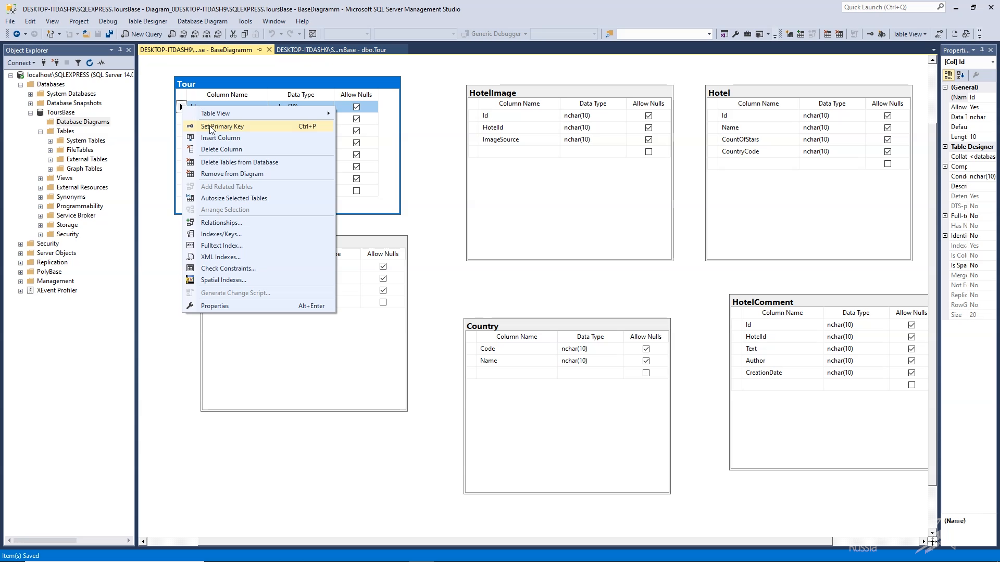 DESKTOP-ITDASH9\SQLEXPRESS.ToursBase - Diagram_0DESKTOP-ITDASH9\SQLEXPRESS.ToursBase - BaseDiagramm - Microsoft SQL Server Management Studio
Quick Launch (Ctrl+Q)
File Edit View Project Debug Table Designer Database Diagram Tools Window Help
New Query
MDX DMX XMLA DAX
Generic Debugger
Table View
Object Explorer
DESKTOP-ITDASH9\...se - BaseDiagramm
DESKTOP-ITDASH9\S...rsBase - dbo.Tour
Properti...
Connect
[Col] Id
localhost\SQLEXPRESS (SQL Server 14.0
Databases
System Databases
Database Snapshots
ToursBase
Database Diagrams
Tables
System Tables
FileTables
External Tables
Graph Tables
Views
External Resources
Synonyms
Programmability
Service Broker
Storage
Security
Security
Server Objects
Replication
PolyBase
Management
XEvent Profiler
Tour
Column Name Data Type Allow Nulls
Table View
Set Primary Key Ctrl+P
Insert Column
Delete Column
Delete Tables from Database
Remove from Diagram
Add Related Tables
Autosize Selected Tables
Arrange Selection
Relationships...
Indexes/Keys...
Fulltext Index...
XML Indexes...
Check Constraints...
Spatial Indexes...
Generate Change Script...
Properties Alt+Enter
pe Allow Nulls
HotelImage
Column Name Data Type Allow Nulls
Id nchar(10)
HotelId nchar(10)
ImageSource nchar(10)
Hotel
Column Name Data Type Allow Nulls
Id nchar(10)
Name nchar(10)
CountOfStars nchar(10)
CountryCode nchar(10)
Country
Column Name Data Type Allow Nulls
Code nchar(10)
Name nchar(10)
HotelComment
Column Name Data Type Allow Nulls
Id nchar(10)
HotelId nchar(10)
Text nchar(10)
Author nchar(10)
CreationDate nchar(10)
(General)
(Nam Id
Allow Yes
Data T nchar
Defau
Lengt 10
Table Designer
Collat <databas
Comp
Conde nchar(10)
Descri
Deterr Yes
DTS-p No
Full-te No
Has N No
Identi No
Indexa Yes
Is Colu No
Is Spa No
Merge No
Not Fo No
Replic No
RowG No
Size 20
(Name)
Russia
Item(s) Saved